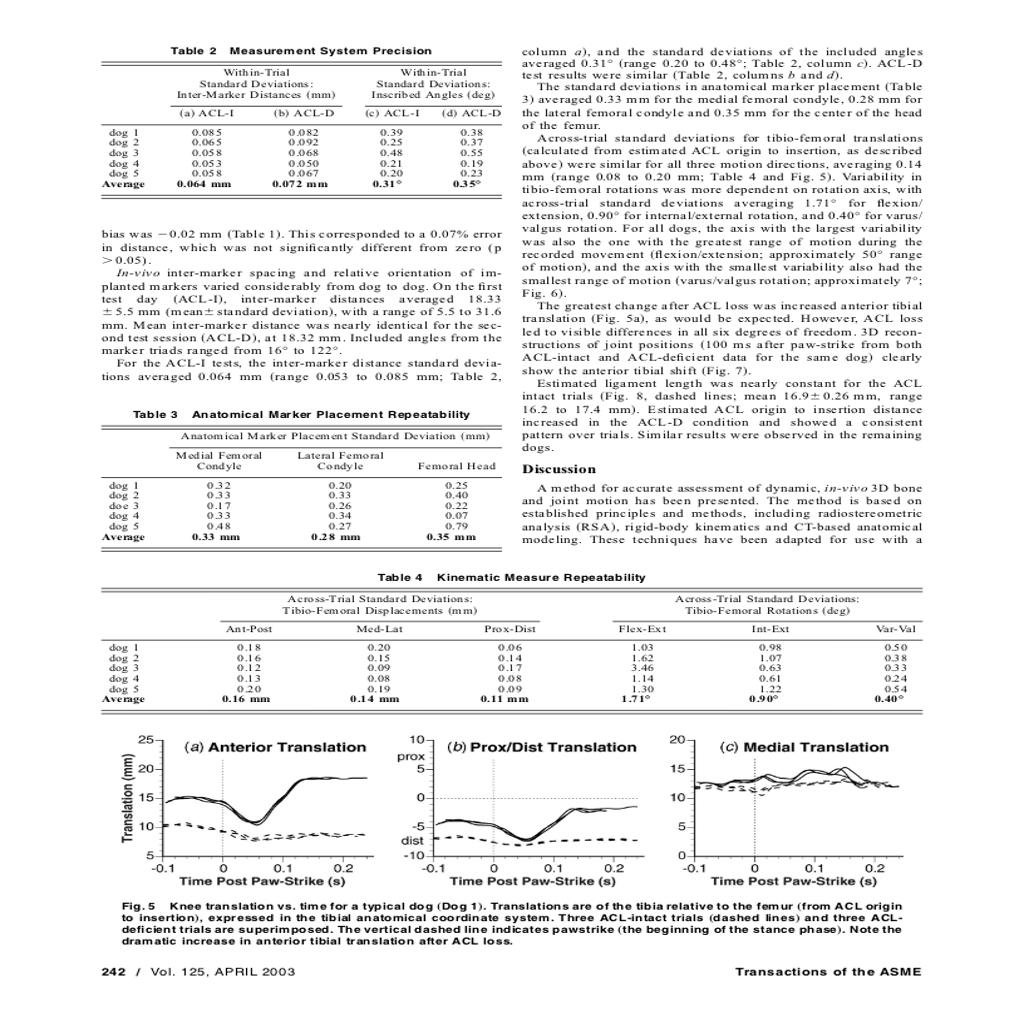 Table 2 Measurement System Precision
Within-Trial Within-Trial
Standard Deviations: Standard Deviations:
Inter-Marker Distances (mm) Inscribed Angles (deg)
(a) ACL-I (b) ACL-D (c) ACL-I (d) ACL-D
dog 1 0.085 0.082 0.39 0.38
dog 2 0.065 0.092 0.25 0.37
dog 3 0.058 0.068 0.48 0.55
dog 4 0.053 0.050 0.21 0.19
dog 5 0.058 0.067 0.20 0.23
Average 0.064 mm 0.072 mm 0.31° 0.35°
bias was −0.02 mm (Table 1). This corresponded to a 0.07% error
in distance, which was not significantly different from zero (p
>0.05).
In-vivo inter-marker spacing and relative orientation of im-
planted markers varied considerably from dog to dog. On the first
test day (ACL-I), inter-marker distances averaged 18.33
±5.5 mm (mean±standard deviation), with a range of 5.5 to 31.6
mm. Mean inter-marker distance was nearly identical for the sec-
ond test session (ACL-D), at 18.32 mm. Included angles from the
marker triads ranged from 16° to 122°.
For the ACL-I tests, the inter-marker distance standard devia-
tions averaged 0.064 mm (range 0.053 to 0.085 mm; Table 2,
Table 3 Anatomical Marker Placement Repeatability
Anatomical Marker Placement Standard Deviation (mm)
Medial Femoral Lateral Femoral
Condyle Condyle Femoral Head
dog 1 0.32 0.20 0.25
dog 2 0.33 0.33 0.40
doe 3 0.17 0.26 0.22
dog 4 0.33 0.34 0.07
dog 5 0.48 0.27 0.79
Average 0.33 mm 0.28 mm 0.35 mm
column a), and the standard deviations of the included angles
averaged 0.31° (range 0.20 to 0.48°; Table 2, column c). ACL-D
test results were similar (Table 2, columns b and d).
The standard deviations in anatomical marker placement (Table
3) averaged 0.33 mm for the medial femoral condyle, 0.28 mm for
the lateral femoral condyle and 0.35 mm for the center of the head
of the femur.
Across-trial standard deviations for tibio-femoral translations
(calculated from estimated ACL origin to insertion, as described
above) were similar for all three motion directions, averaging 0.14
mm (range 0.08 to 0.20 mm; Table 4 and Fig. 5). Variability in
tibio-femoral rotations was more dependent on rotation axis, with
across-trial standard deviations averaging 1.71° for flexion/
extension, 0.90° for internal/external rotation, and 0.40° for varus/
valgus rotation. For all dogs, the axis with the largest variability
was also the one with the greatest range of motion during the
recorded movement (flexion/extension; approximately 50° range
of motion), and the axis with the smallest variability also had the
smallest range of motion (varus/valgus rotation; approximately 7°;
Fig. 6).
The greatest change after ACL loss was increased anterior tibial
translation (Fig. 5a), as would be expected. However, ACL loss
led to visible differences in all six degrees of freedom. 3D recon-
structions of joint positions (100 ms after paw-strike from both
ACL-intact and ACL-deficient data for the same dog) clearly
show the anterior tibial shift (Fig. 7).
Estimated ligament length was nearly constant for the ACL
intact trials (Fig. 8, dashed lines; mean 16.9±0.26 mm, range
16.2 to 17.4 mm). Estimated ACL origin to insertion distance
increased in the ACL-D condition and showed a consistent
pattern over trials. Similar results were observed in the remaining
dogs.
Discussion
A method for accurate assessment of dynamic, in-vivo 3D bone
and joint motion has been presented. The method is based on
established principles and methods, including radiostereometric
analysis (RSA), rigid-body kinematics and CT-based anatomical
modeling. These techniques have been adapted for use with a
Table 4 Kinematic Measure Repeatability
Across-Trial Standard Deviations: Across-Trial Standard Deviations:
Tibio-Femoral Displacements (mm) Tibio-Femoral Rotations (deg)
Ant-Post Med-Lat Prox-Dist Flex-Ext Int-Ext Var-Val
dog 1 0.18 0.20 0.06 1.03 0.98 0.50
dog 2 0.16 0.15 0.14 1.62 1.07 0.38
dog 3 0.12 0.09 0.17 3.46 0.63 0.33
dog 4 0.13 0.08 0.08 1.14 0.61 0.24
dog 5 0.20 0.19 0.09 1.30 1.22 0.54
Average 0.16 mm 0.14 mm 0.11 mm 1.71° 0.90° 0.40°
(a) Anterior Translation
Translation (mm)
25
20
15
10
5
-0.1 0 0.1 0.2
Time Post Paw-Strike (s)
(b) Prox/Dist Translation
10
prox
5
0
-5
dist
-10
-0.1 0 0.1 0.2
Time Post Paw-Strike (s)
(c) Medial Translation
20
15
10
5
0
-0.1 0 0.1 0.2
Time Post Paw-Strike (s)
Fig. 5 Knee translation vs. time for a typical dog (Dog 1). Translations are of the tibia relative to the femur (from ACL origin
to insertion), expressed in the tibial anatomical coordinate system. Three ACL-intact trials (dashed lines) and three ACL-
deficient trials are superimposed. The vertical dashed line indicates pawstrike (the beginning of the stance phase). Note the
dramatic increase in anterior tibial translation after ACL loss.
242 / Vol. 125, APRIL 2003 Transactions of the ASME